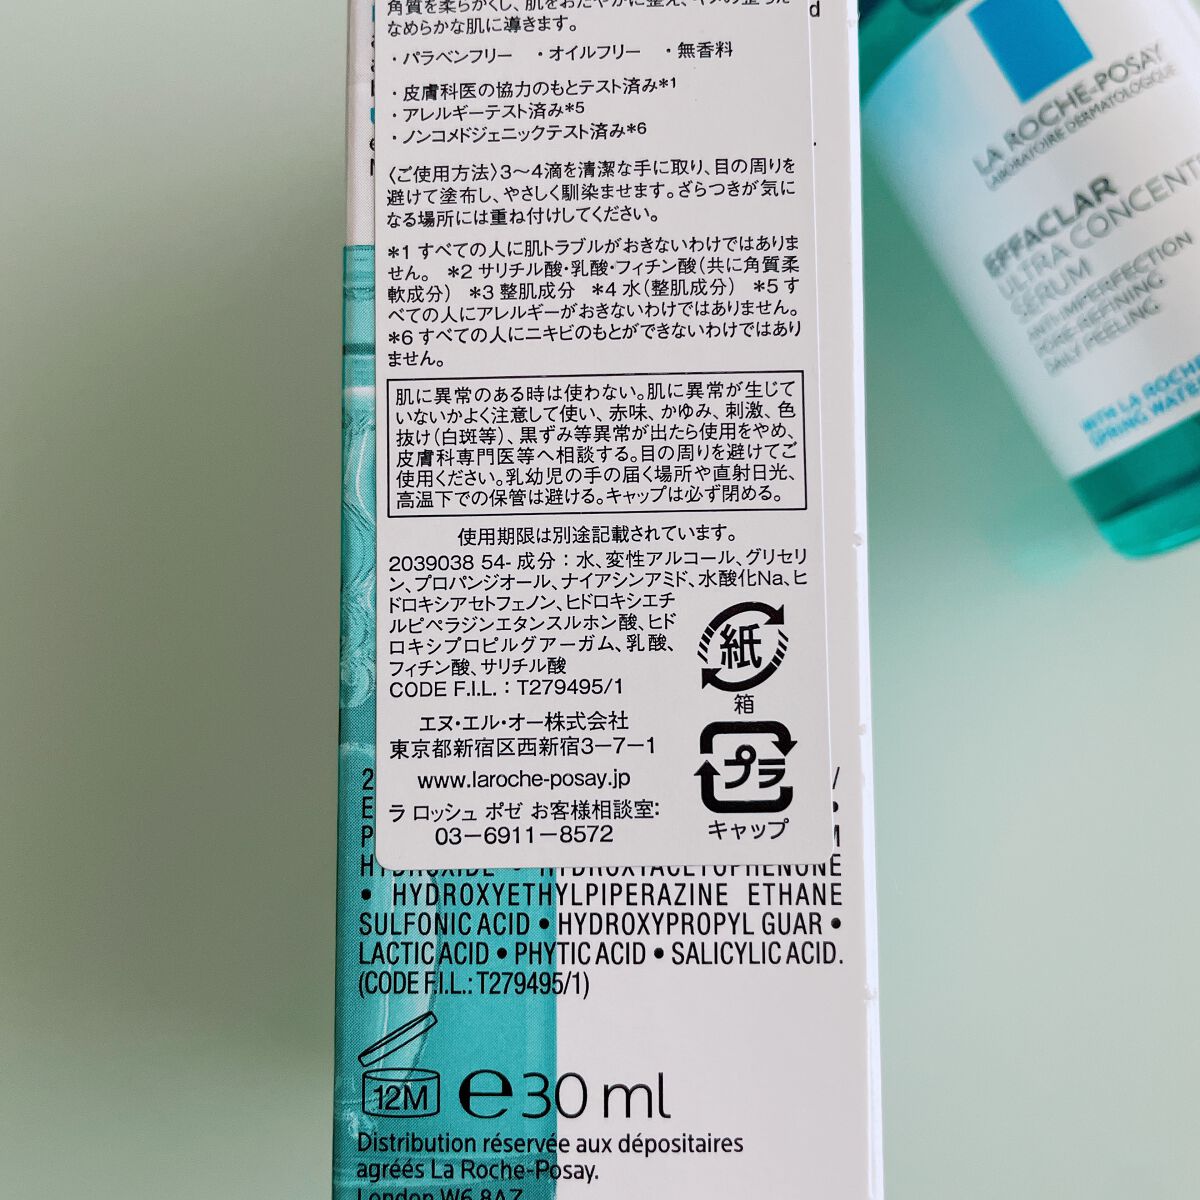 角質を柔らかくし、肌をおだやかに整え、キメの整った
なめらかな肌に導きます。
・パラベンフリー ・オイルフリー ・無香料
・皮膚科医の協力のもとテスト済み*1
・アレルギーテスト済み*5
・ノンコメドジェニックテスト済み*6
〈ご使用方法〉3〜4滴を清潔な手に取り、目の周りを
避けて塗布し、やさしく馴染ませます。ざらつきが気に
なる場所には重ね付けしてください。
*1 すべての人に肌トラブルがおきないわけではありま
せん。 *2 サリチル酸・乳酸・フィチン酸(共に角質柔
軟成分) *3 整肌成分 *4 水(整肌成分) *5 す
べての人にアレルギーがおきないわけではありません。
*6 すべての人にニキビのもとができないわけではあり
ません。
肌に異常のある時は使わない。肌に異常が生じて
いないかよく注意して使い、赤味、かゆみ、刺激、色
抜け(白斑等)、黒ずみ等異常が出たら使用をやめ、
皮膚科専門医等へ相談する。目の周りを避けてご
使用ください。乳幼児の手の届く場所や直射日光、
高温下での保管は避ける。キャップは必ず閉める。
使用期限は別途記載されています。
2039038 54- 成分：水、変性アルコール、グリセリ
ン、プロパンジオール、ナイアシンアミド、水酸化Na、ヒ
ドロキシアセトフェノン、ヒドロキシエチ
ルピペラジンエタンスルホン酸、ヒド
ロキシプロピルグアーガム、乳酸、
フィチン酸、サリチル酸
CODE F.I.L.：T279495/1
紙
箱
エヌ・エル・オー株式会社
東京都新宿区西新宿3−7−1
www.laroche-posay.jp
ラ ロッシュ ポゼ お客様相談室:
03−6911−8572
プラ
キャップ
HYDROXIDE • HYDROXYACETOPHENONE
• HYDROXYETHYLPIPERAZINE ETHANE
SULFONIC ACID • HYDROXYPROPYL GUAR •
LACTIC ACID • PHYTIC ACID • SALICYLIC ACID.
(CODE F.I.L.: T279495/1)
12M
e 30 ml
Distribution réservée aux dépositaires
agréés La Roche-Posay.
London W6 8AZ
LA ROCHE-POSAY
LABORATOIRE DERMATOLOGIQUE
EFFACLAR
ULTRA CONCENT
SERUM
ANTI-IMPERFECTION
PORE-REFINING
DAILY PEELING
WITH LA ROCHE
SPRING WATE